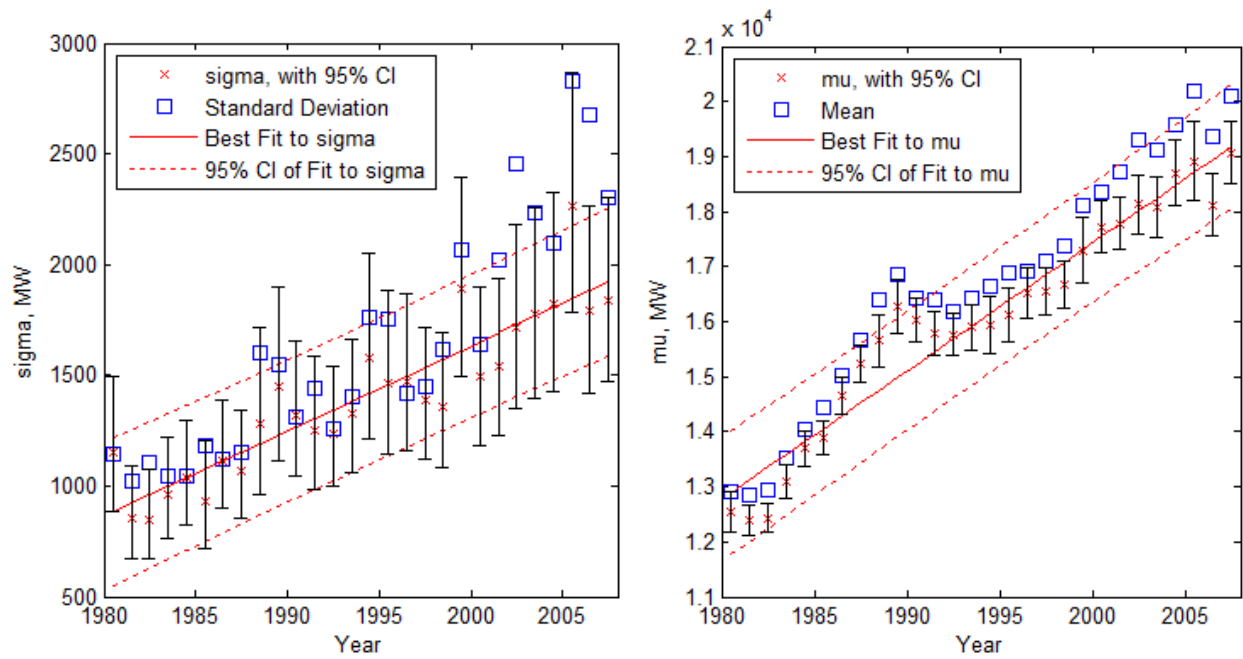 3000
2500
2000
1500
1000
500
1980
1985
1990
1995
2000
2005
sigma, MW
Year
sigma, with 95% CI
Standard Deviation
Best Fit to sigma
95% CI of Fit to sigma
x 10^4
2.1
2
1.9
1.8
1.7
1.6
1.5
1.4
1.3
1.2
1.1
1980
1985
1990
1995
2000
2005
mu, MW
Year
mu, with 95% CI
Mean
Best Fit to mu
95% CI of Fit to mu